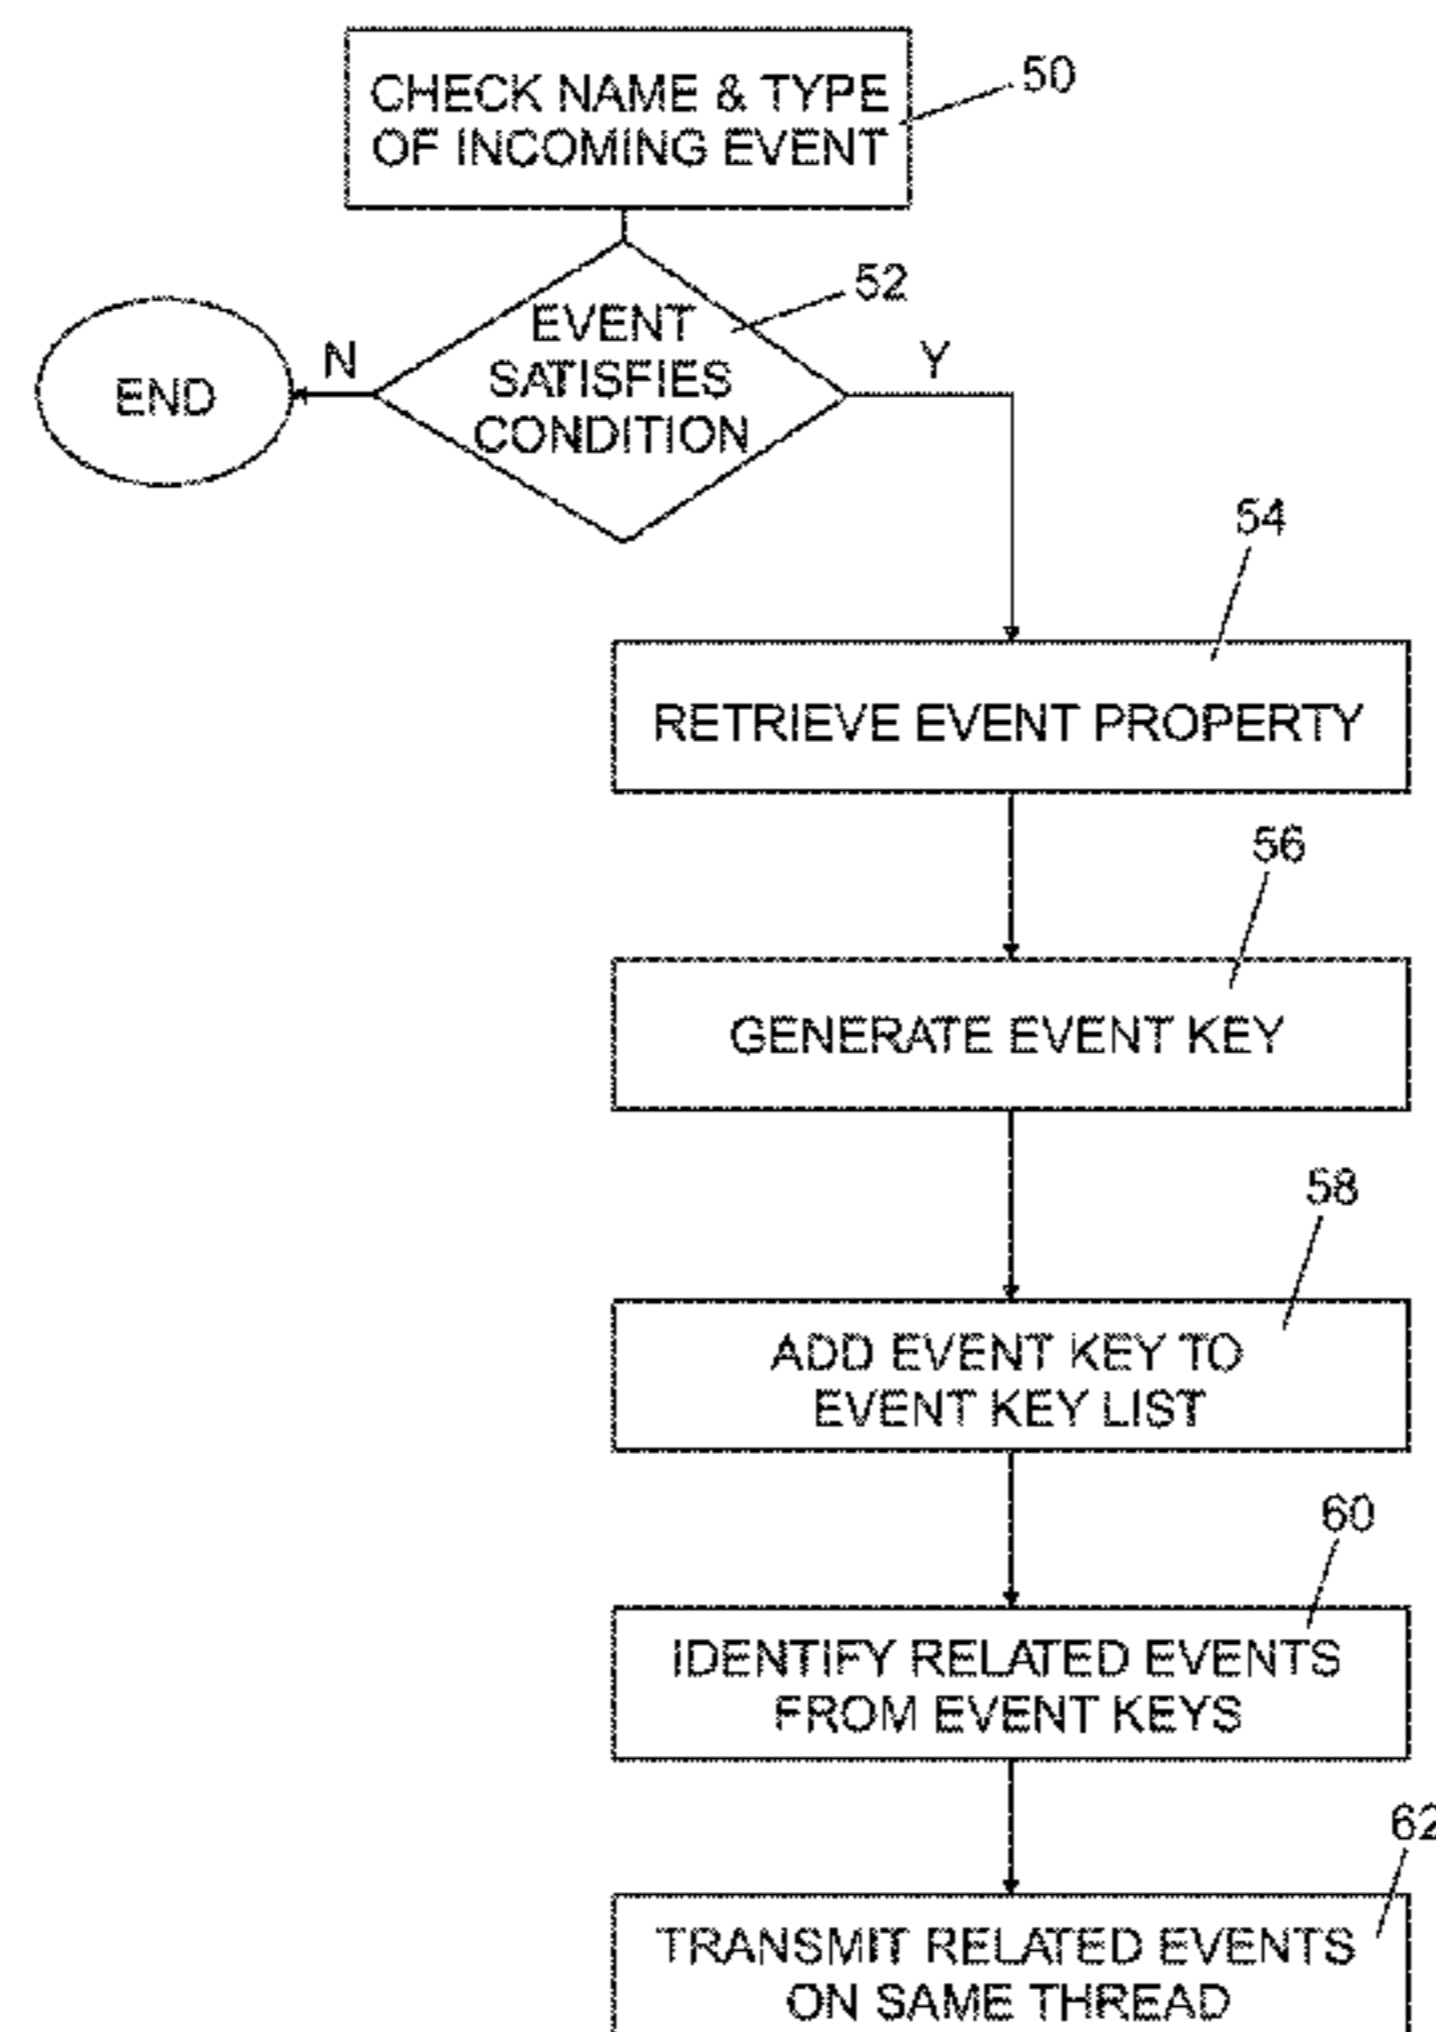 CHECK NAME & TYPE
OF INCOMING EVENT
50
EVENT
SATISFIES
CONDITION
52
N
Y
END
54
RETRIEVE EVENT PROPERTY
56
GENERATE EVENT KEY
58
ADD EVENT KEY TO
EVENT KEY LIST
60
IDENTIFY RELATED EVENTS
FROM EVENT KEYS
62
TRANSMIT RELATED EVENTS
ON SAME THREAD